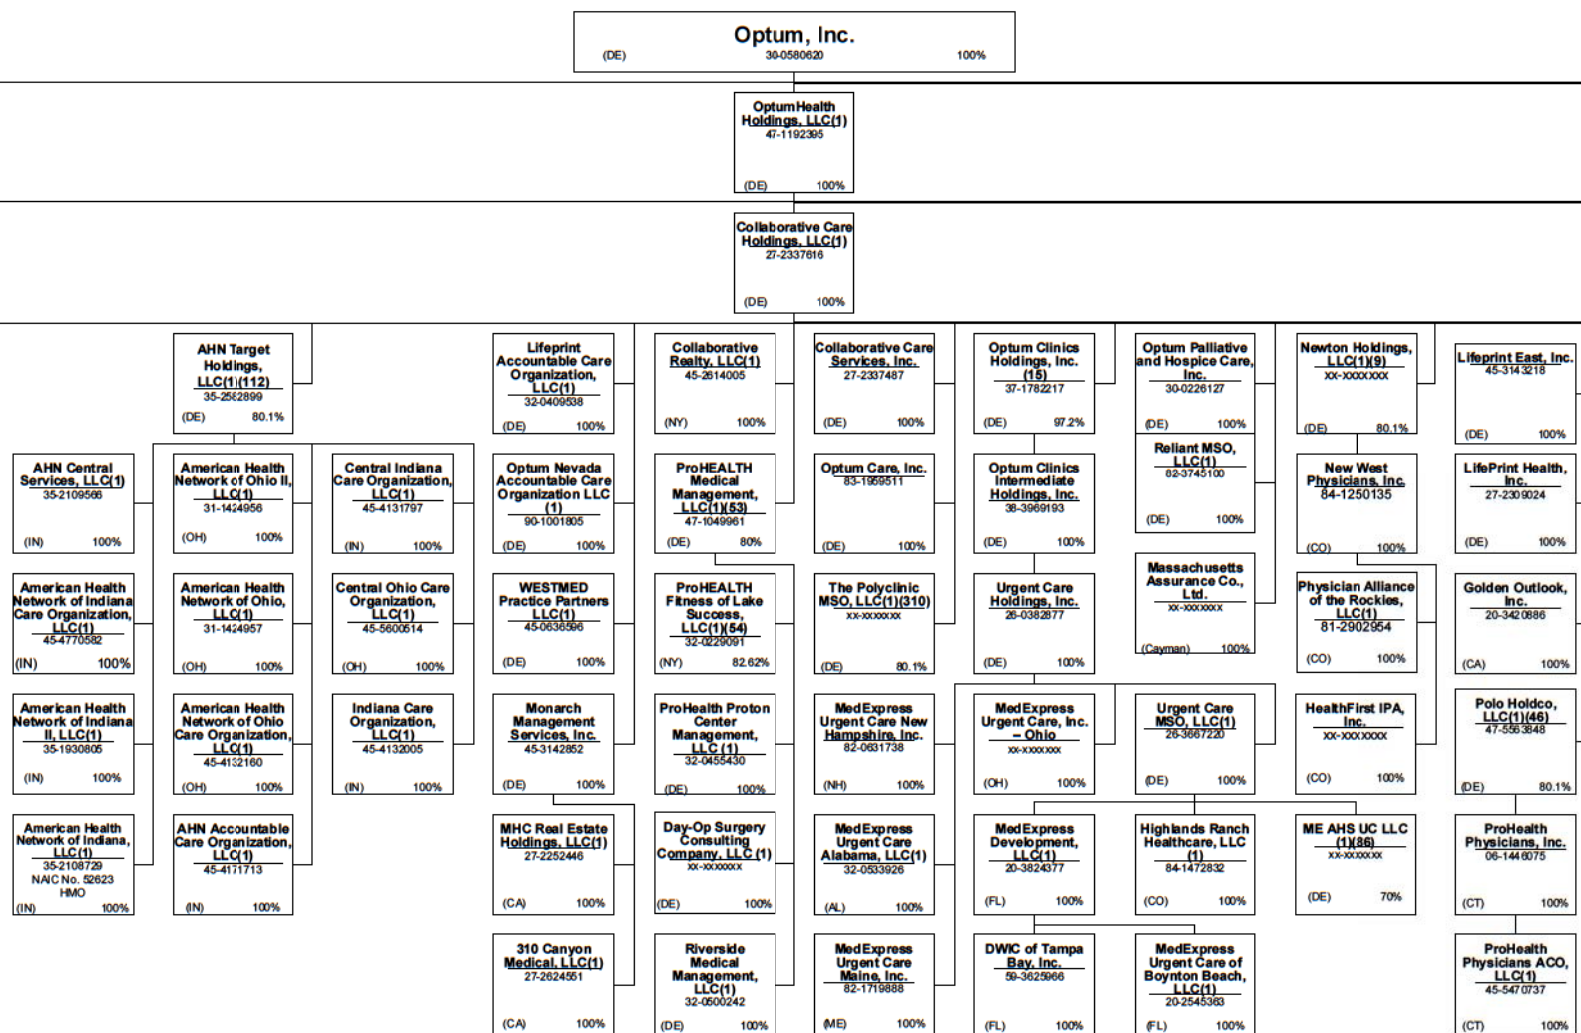 Optum, Inc.
30-0580620
(DE) 100%
OptumHealth
Holdings, LLC(1)
47-1192395
(DE) 100%
Collaborative Care
Holdings, LLC(1)
27-2337616
(DE) 100%
AHN Target
Holdings,
LLC(1)(112)
35-2582899
(DE) 80.1%
Lifeprint
Accountable Care
Organization,
LLC(1)
32-0409538
(DE) 100%
Collaborative
Realty, LLC(1)
45-2614005
(NY) 100%
Collaborative Care
Services, Inc.
27-2337487
(DE) 100%
Optum Clinics
Holdings, Inc.
(15)
37-1782217
(DE) 97.2%
Optum Palliative
and Hospice Care,
Inc.
30-0226127
(DE) 100%
Newton Holdings,
LLC(1)(9)
xx-xxxxxxx
(DE) 80.1%
Lifeprint East, Inc.
45-3143218
(DE) 100%
AHN Central
Services, LLC(1)
35-2109566
(IN) 100%
American Health
Network of Ohio II,
LLC(1)
31-1424956
(OH) 100%
Central Indiana
Care Organization,
LLC(1)
45-4131797
(IN) 100%
Optum Nevada
Accountable Care
Organization LLC
(1)
90-1001805
(DE) 100%
ProHEALTH
Medical
Management,
LLC(1)(53)
47-1049961
(DE) 80%
Optum Care, Inc.
83-1959511
(DE) 100%
Optum Clinics
Intermediate
Holdings, Inc.
38-3969193
(DE) 100%
Reliant MSO,
LLC(1)
82-3745100
(DE) 100%
New West
Physicians, Inc.
84-1250135
(CO) 100%
LifePrint Health,
Inc.
27-2309024
(DE) 100%
American Health
Network of Indiana
Care Organization,
LLC(1)
45-4770582
(IN) 100%
American Health
Network of Ohio,
LLC(1)
31-1424957
(OH) 100%
Central Ohio Care
Organization,
LLC(1)
45-5600514
(OH) 100%
WESTMED
Practice Partners
LLC(1)
45-0636596
(DE) 100%
ProHEALTH
Fitness of Lake
Success,
LLC(1)(54)
32-0229091
(NY) 82.62%
The Polyclinic
MSO, LLC(1)(310)
xx-xxxxxxx
(DE) 80.1%
Urgent Care
Holdings, Inc.
26-0382877
(DE) 100%
Massachusetts
Assurance Co.,
Ltd.
xx-xxxxxxx
(Cayman) 100%
Physician Alliance
of the Rockies,
LLC(1)
81-2902954
(CO) 100%
Golden Outlook,
Inc.
20-3420886
(CA) 100%
American Health
Network of Indiana
II, LLC(1)
35-1930805
(IN) 100%
American Health
Network of Ohio
Care Organization,
LLC(1)
45-4132160
(OH) 100%
Indiana Care
Organization,
LLC(1)
45-4132005
(IN) 100%
Monarch
Management
Services, Inc.
45-3142852
(DE) 100%
ProHealth Proton
Center
Management,
LLC (1)
32-0455430
(DE) 100%
MedExpress
Urgent Care New
Hampshire, Inc.
82-0631738
(NH) 100%
MedExpress
Urgent Care, Inc.
– Ohio
xx-xxxxxxx
(OH) 100%
Urgent Care
MSO, LLC(1)
26-3667220
(DE) 100%
HealthFirst IPA,
Inc.
xx-xxxxxxx
(CO) 100%
Polo Holdco,
LLC(1)(46)
47-5563848
(DE) 80.1%
American Health
Network of Indiana,
LLC(1)
35-2108729
NAIC No. 52623
HMO
(IN) 100%
AHN Accountable
Care Organization,
LLC(1)
45-4171713
(IN) 100%
MHC Real Estate
Holdings, LLC(1)
27-2252446
(CA) 100%
Day-Op Surgery
Consulting
Company, LLC (1)
xx-xxxxxxx
(DE) 100%
MedExpress
Urgent Care
Alabama, LLC(1)
32-0533926
(AL) 100%
MedExpress
Development,
LLC(1)
20-3824377
(FL) 100%
Highlands Ranch
Healthcare, LLC
(1)
84-1472832
(CO) 100%
ME AHS UC LLC
(1)(86)
xx-xxxxxxx
(DE) 70%
ProHealth
Physicians, Inc.
06-1446075
(CT) 100%
310 Canyon
Medical, LLC(1)
27-2624551
(CA) 100%
Riverside
Medical
Management,
LLC(1)
32-0500242
(DE) 100%
MedExpress
Urgent Care
Maine, Inc.
82-1719888
(ME) 100%
DWIC of Tampa
Bay, Inc.
59-3625966
(FL) 100%
MedExpress
Urgent Care of
Boynton Beach,
LLC(1)
20-2545363
(FL) 100%
ProHealth
Physicians ACO,
LLC(1)
45-5470737
(CT) 100%